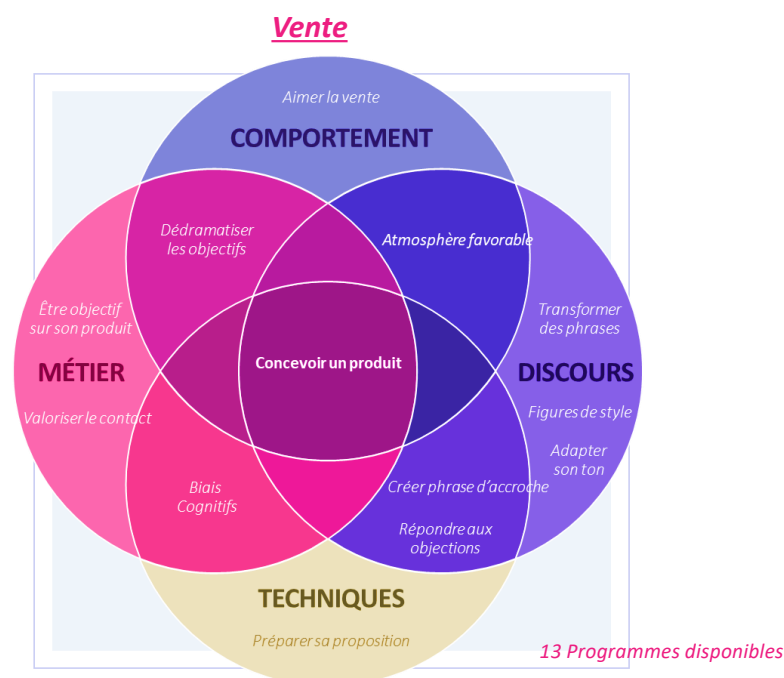 Vente
Aimer la vente
COMPORTEMENT
Dédramatiser
les objectifs
Atmosphère favorable
Être objectif
sur son produit
Transformer
des phrases
Concevoir un produit
MÉTIER
DISCOURS
Valoriser le contact
Figures de style
Adapter
son ton
Biais
Cognitifs
Créer phrase d’accroche
Répondre aux
objections
TECHNIQUES
Préparer sa proposition
13 Programmes disponibles